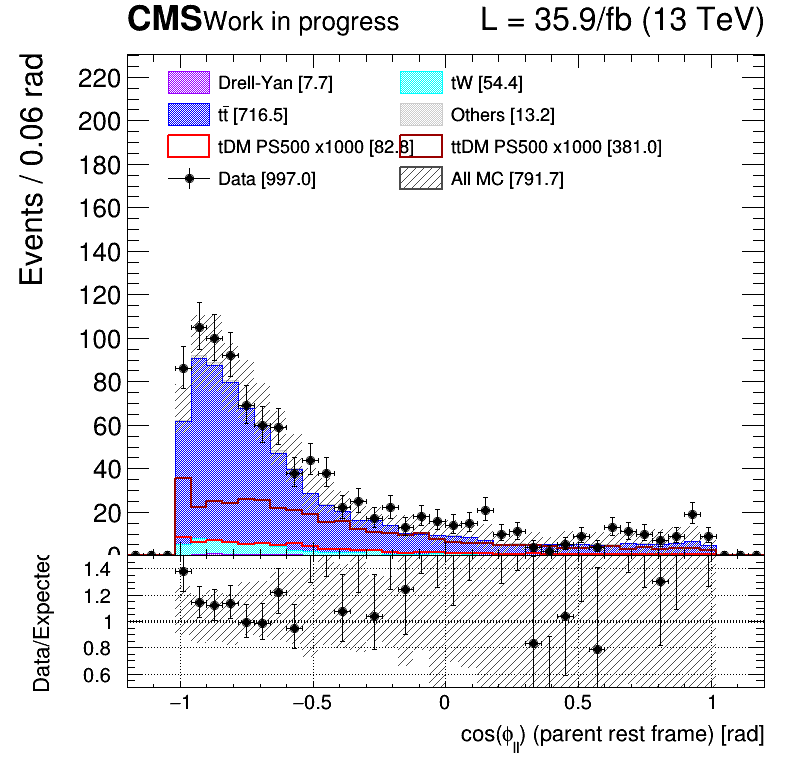 CMS Work in progress L = 35.9/fb (13 TeV)
Events / 0.06 rad
220
200
180
160
140
120
100
80
60
40
20
0
Drell-Yan [7.7] tW [54.4]
tt̄ [716.5] Others [13.2]
tDM PS500 x1000 [82.8] ttDM PS500 x1000 [381.0]
Data [997.0] All MC [791.7]
Data/Expected
1.4
1.2
1
0.8
0.6
−1 −0.5 0 0.5 1
cos(ϕ_ll) (parent rest frame) [rad]